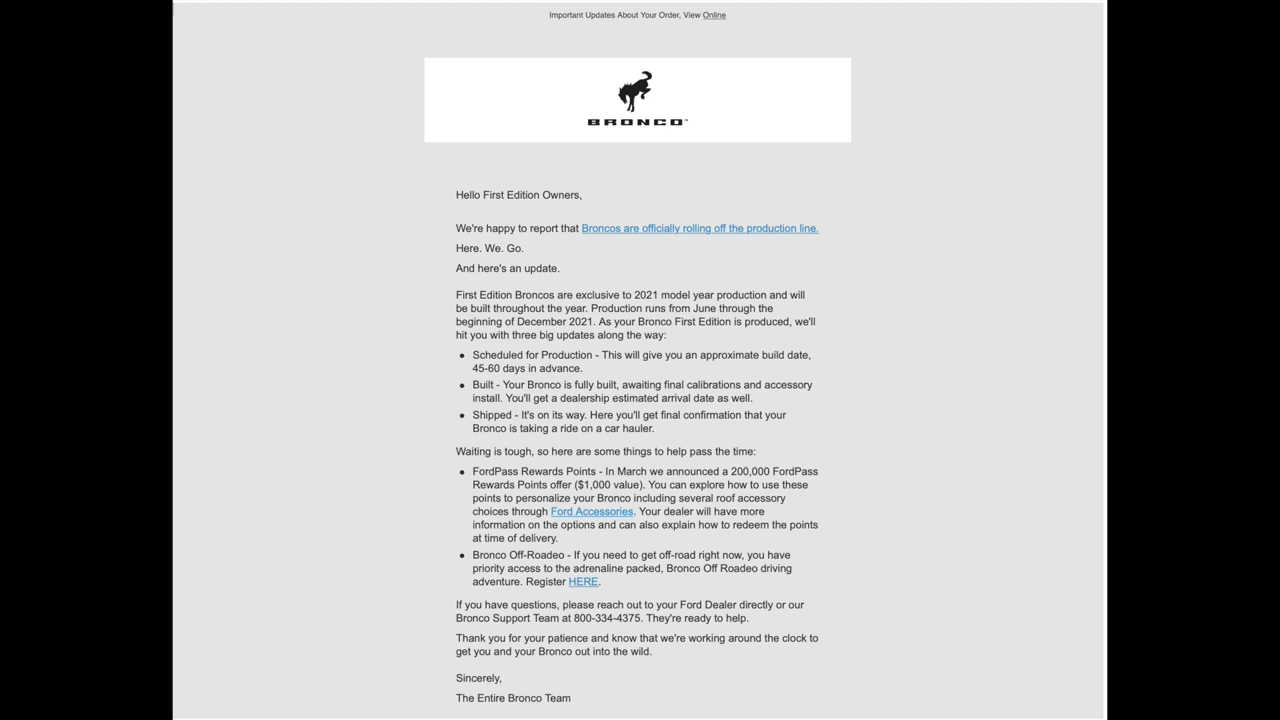 Important Updates About Your Order, View Online
BRONCO™
Hello First Edition Owners,
We're happy to report that Broncos are officially rolling off the production line.
Here. We. Go.
And here's an update.
First Edition Broncos are exclusive to 2021 model year production and will
be built throughout the year. Production runs from June through the
beginning of December 2021. As your Bronco First Edition is produced, we'll
hit you with three big updates along the way:
● Scheduled for Production - This will give you an approximate build date,
45-60 days in advance.
● Built - Your Bronco is fully built, awaiting final calibrations and accessory
install. You'll get a dealership estimated arrival date as well.
● Shipped - It's on its way. Here you'll get final confirmation that your
Bronco is taking a ride on a car hauler.
Waiting is tough, so here are some things to help pass the time:
● FordPass Rewards Points - In March we announced a 200,000 FordPass
Rewards Points offer ($1,000 value). You can explore how to use these
points to personalize your Bronco including several roof accessory
choices through Ford Accessories. Your dealer will have more
information on the options and can also explain how to redeem the points
at time of delivery.
● Bronco Off-Roadeo - If you need to get off-road right now, you have
priority access to the adrenaline packed, Bronco Off Roadeo driving
adventure. Register HERE.
If you have questions, please reach out to your Ford Dealer directly or our
Bronco Support Team at 800-334-4375. They're ready to help.
Thank you for your patience and know that we're working around the clock to
get you and your Bronco out into the wild.
Sincerely,
The Entire Bronco Team